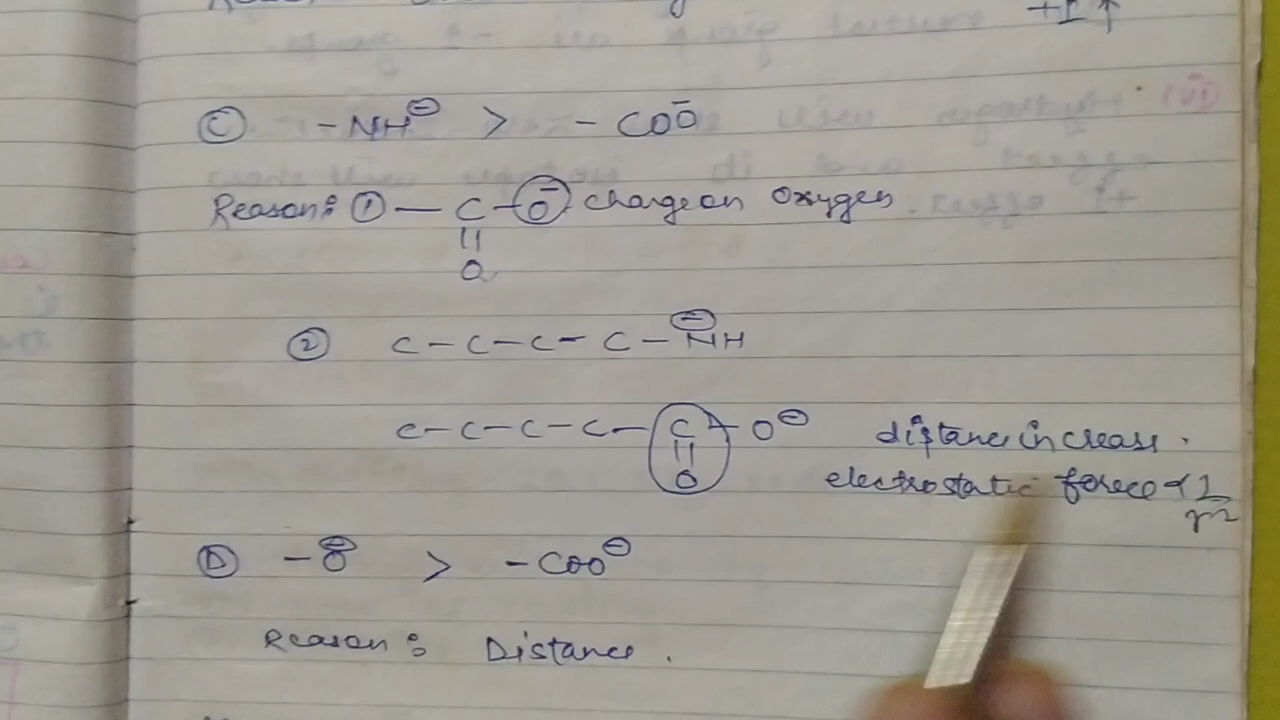 +I↑
Ⓒ -NH⊖ > -COO⁻
Reason: ① — C - O⁻ charge on oxygen.
||
O
② C - C - C - C - NH⊖
C - C - C - C - C - O⊖ distance increase.
||
O electrostatic force ∝ 1/r²
Ⓓ -O⊖ > -COO⊖
Reason: Distance.